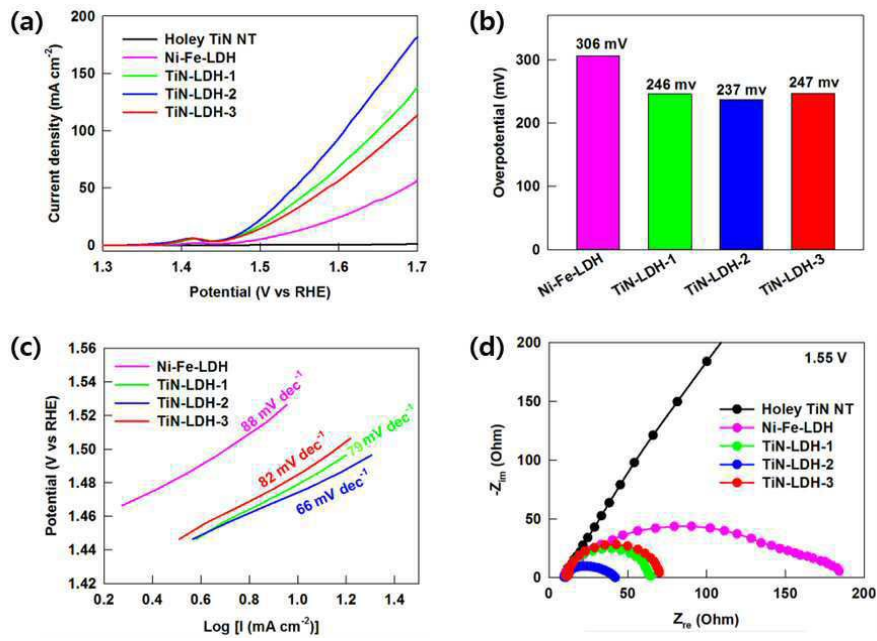 (a)
Current density (mA cm⁻²)
200
150
100
50
0
Holey TiN NT
Ni-Fe-LDH
TiN-LDH-1
TiN-LDH-2
TiN-LDH-3
1.3 1.4 1.5 1.6 1.7
Potential (V vs RHE)
(b)
Overpotential (mV)
300
200
100
0
306 mV
246 mv
237 mv
247 mv
Ni-Fe-LDH
TiN-LDH-1
TiN-LDH-2
TiN-LDH-3
(c)
Potential (V vs RHE)
1.56
1.54
1.52
1.50
1.48
1.46
1.44
1.42
Ni-Fe-LDH
TiN-LDH-1
TiN-LDH-2
TiN-LDH-3
88 mV dec⁻¹
82 mV dec⁻¹
79 mV dec⁻¹
66 mV dec⁻¹
0.2 0.6 1.0 1.4
Log [I (mA cm⁻²)]
(d)
-Zim (Ohm)
200
150
100
50
0
1.55 V
Holey TiN NT
Ni-Fe-LDH
TiN-LDH-1
TiN-LDH-2
TiN-LDH-3
0 50 100 150 200
Zre (Ohm)